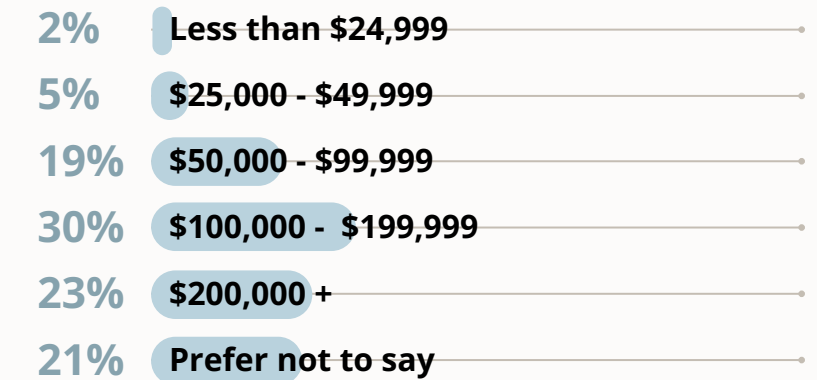 2% Less than $24,999
5% $25,000 - $49,999
19% $50,000 - $99,999
30% $100,000 -  $199,999
23% $200,000 +
21% Prefer not to say